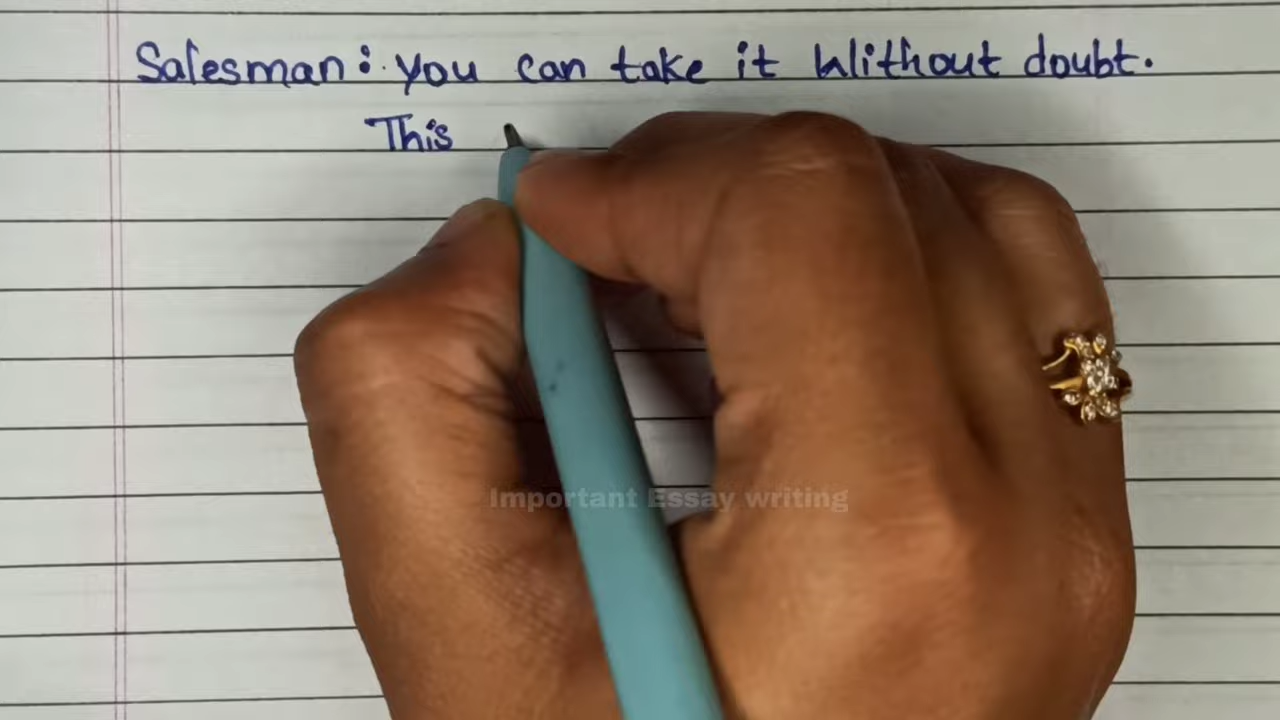 Salesman: you can take it Without doubt.
This
Important Essay writing